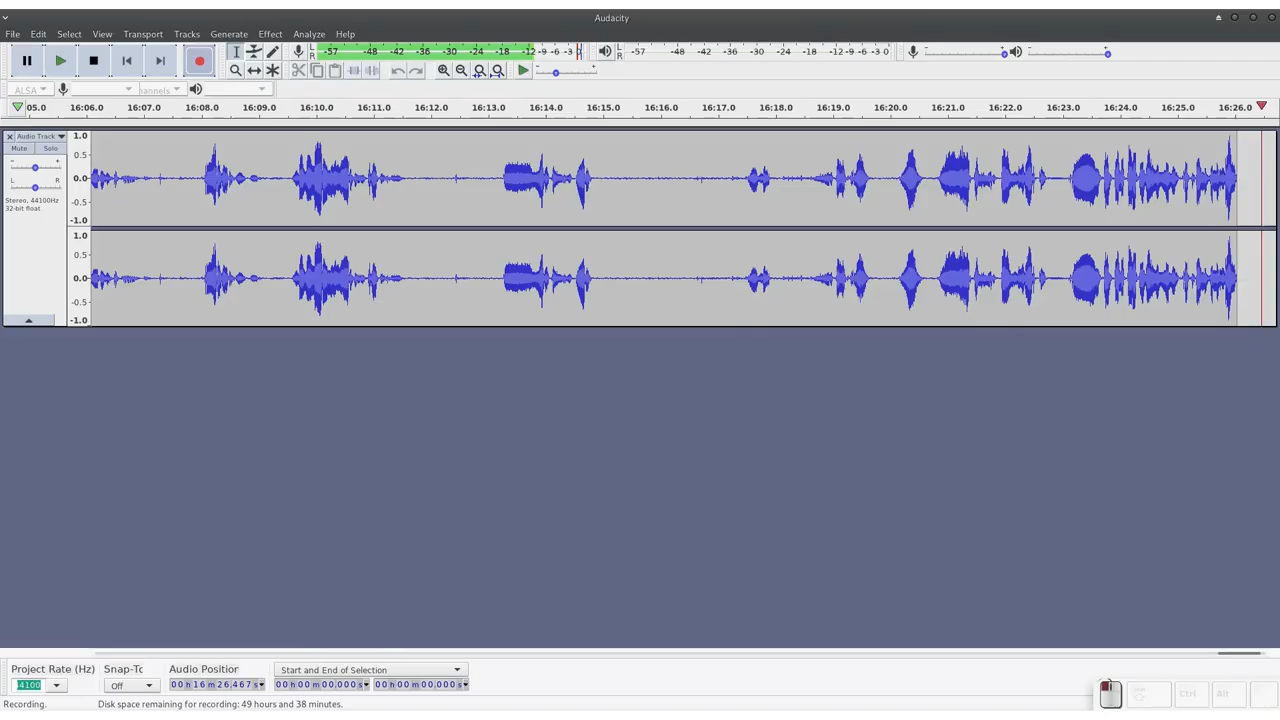 Audacity
File Edit Select View Transport Tracks Generate Effect Analyze Help
L R -57 -48 -42 -36 -30 -24 -18 -12 -9 -6 -3 0 L R -57 -48 -42 -36 -30 -24 -18 -12 -9 -6 -3 0
ALSA hannels
05.0 16:06.0 16:07.0 16:08.0 16:09.0 16:10.0 16:11.0 16:12.0 16:13.0 16:14.0 16:15.0 16:16.0 16:17.0 16:18.0 16:19.0 16:20.0 16:21.0 16:22.0 16:23.0 16:24.0 16:25.0 16:26.0
Audio Track 1.0
Mute Solo 0.5
- +
L R 0.0
Stereo, 44100Hz -0.5
32-bit float
-1.0
1.0
0.5
0.0
-0.5
-1.0
Project Rate (Hz) Snap-Tc Audio Position Start and End of Selection
4100 Off 00 h 16 m 26.467 s 00 h 00 m 00.000 s 00 h 00 m 00.000 s
Ctrl Alt
Recording. Disk space remaining for recording: 49 hours and 38 minutes.